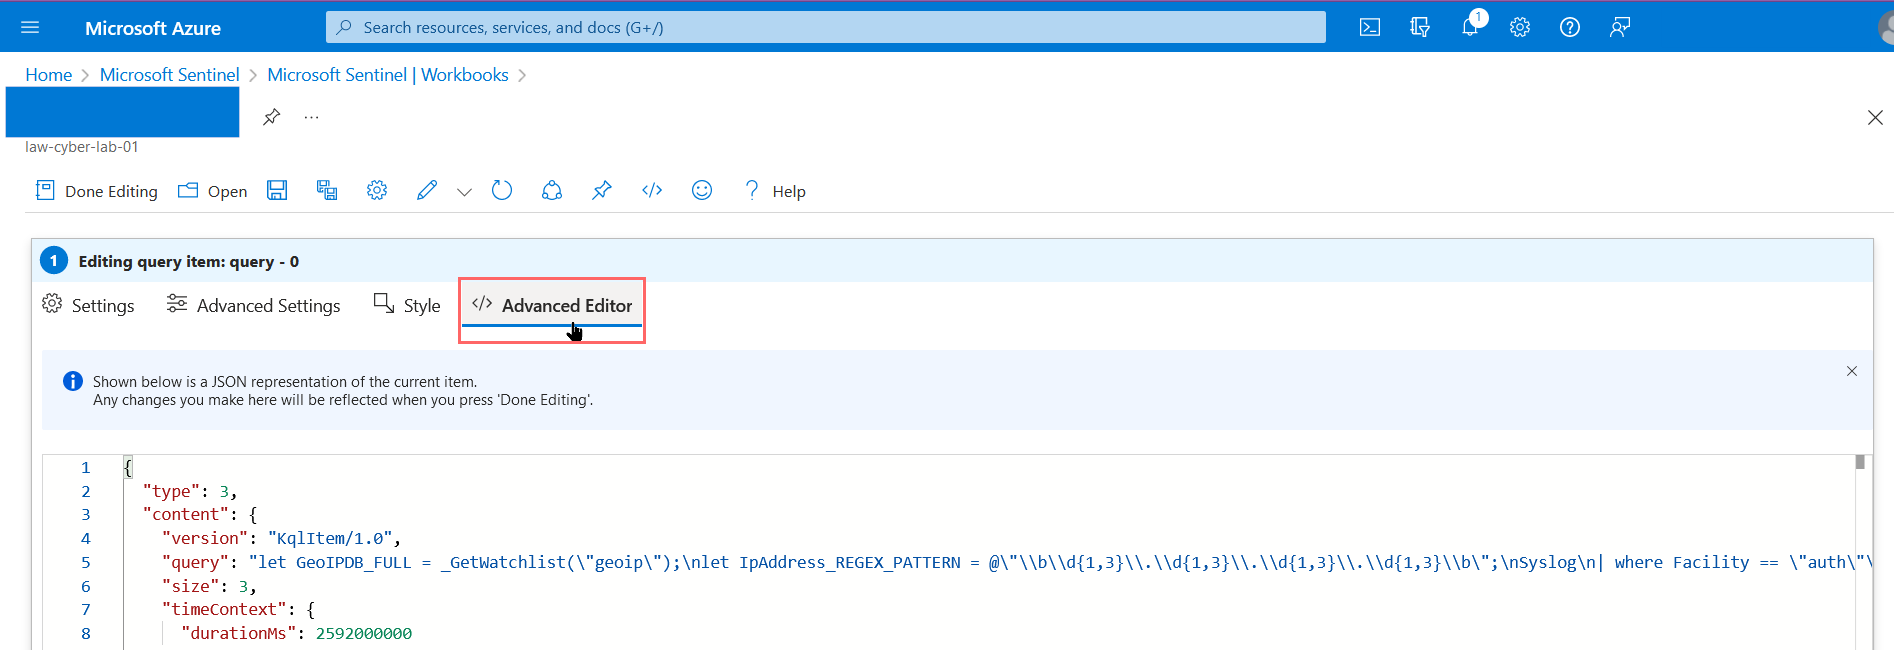 Microsoft Azure
Search resources, services, and docs (G+/)
1
Home > Microsoft Sentinel > Microsoft Sentinel | Workbooks >
...
law-cyber-lab-01
Done Editing Open </> ? Help
1 Editing query item: query - 0
Settings Advanced Settings Style </> Advanced Editor
Shown below is a JSON representation of the current item.
Any changes you make here will be reflected when you press 'Done Editing'.
1 {
2 "type": 3,
3 "content": {
4 "version": "KqlItem/1.0",
5 "query": "let GeoIPDB_FULL = _GetWatchlist(\"geoip\");\nlet IpAddress_REGEX_PATTERN = @\"\\b\\d{1,3}\\.\\d{1,3}\\.\\d{1,3}\\.\\d{1,3}\\b\";\nSyslog\n| where Facility == \"auth\"\
6 "size": 3,
7 "timeContext": {
8 "durationMs": 2592000000